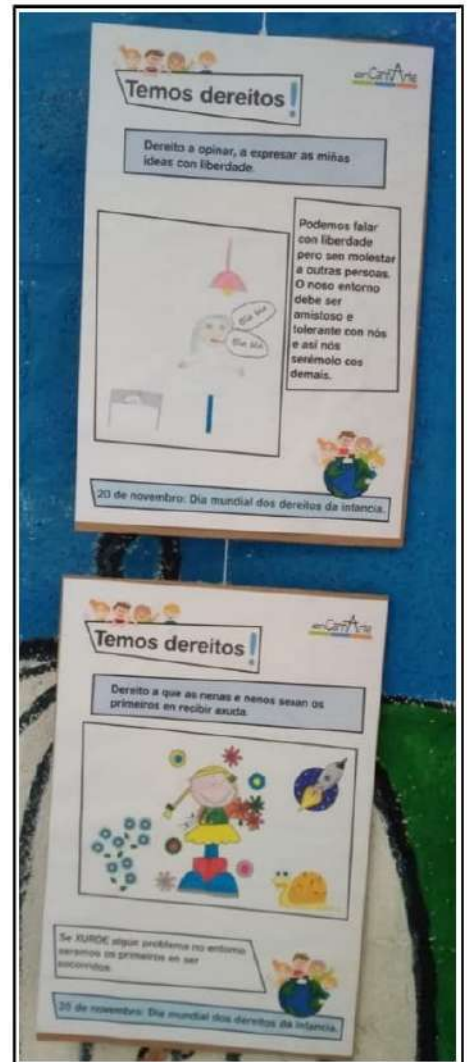 enCanTArte
Temos dereitos!
Dereito a opinar, a expresar as miñas
ideas con liberdade.
Podemos falar
con liberdade
pero sen molestar
a outras persoas.
O noso entorno
debe ser
amistoso e
tolerante con nós
e así nós
serémolo cos
demais.
Bla bla
Bla bla
20 de novembro: Dia mundial dos dereitos da infancia.
Temos dereitos!
Dereito a que as nenas e nenos sexan os
primeiros en recibir axuda.
Se XURDE algún problema no entorno
seremos os primeiros en ser
socorridos.
20 de novembro: Dia mundial dos dereitos da infancia.